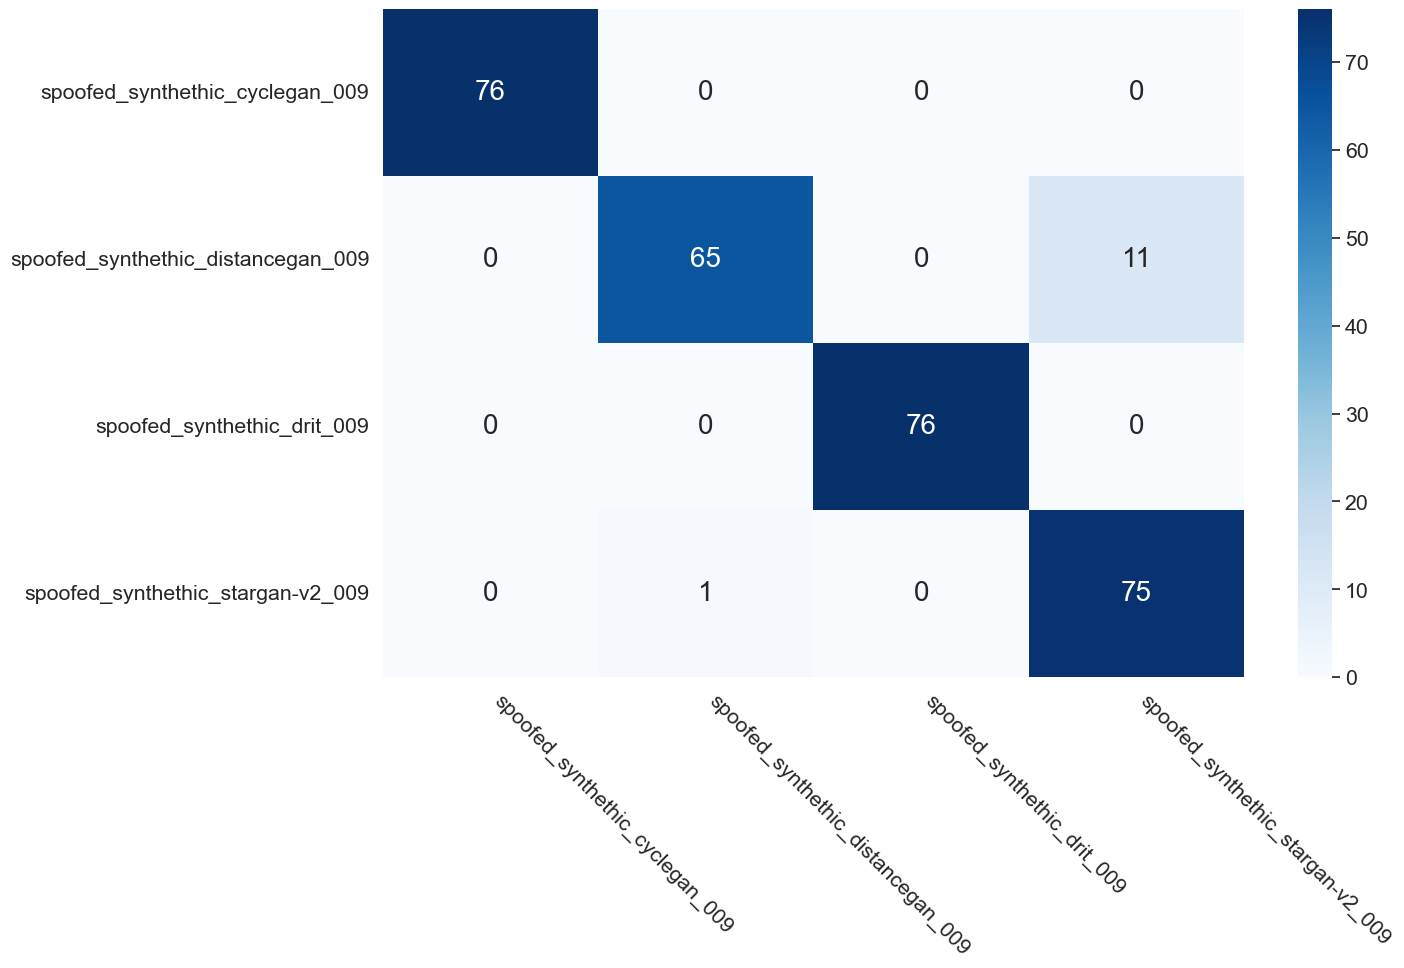 spoofed_synthethic_cyclegan_009 76 0 0 0
spoofed_synthethic_distancegan_009 0 65 0 11
spoofed_synthethic_drit_009 0 0 76 0
spoofed_synthethic_stargan-v2_009 0 1 0 75
spoofed_synthethic_cyclegan_009
spoofed_synthethic_distancegan_009
spoofed_synthethic_drit_009
spoofed_synthethic_stargan-v2_009
70
60
50
40
30
20
10
0